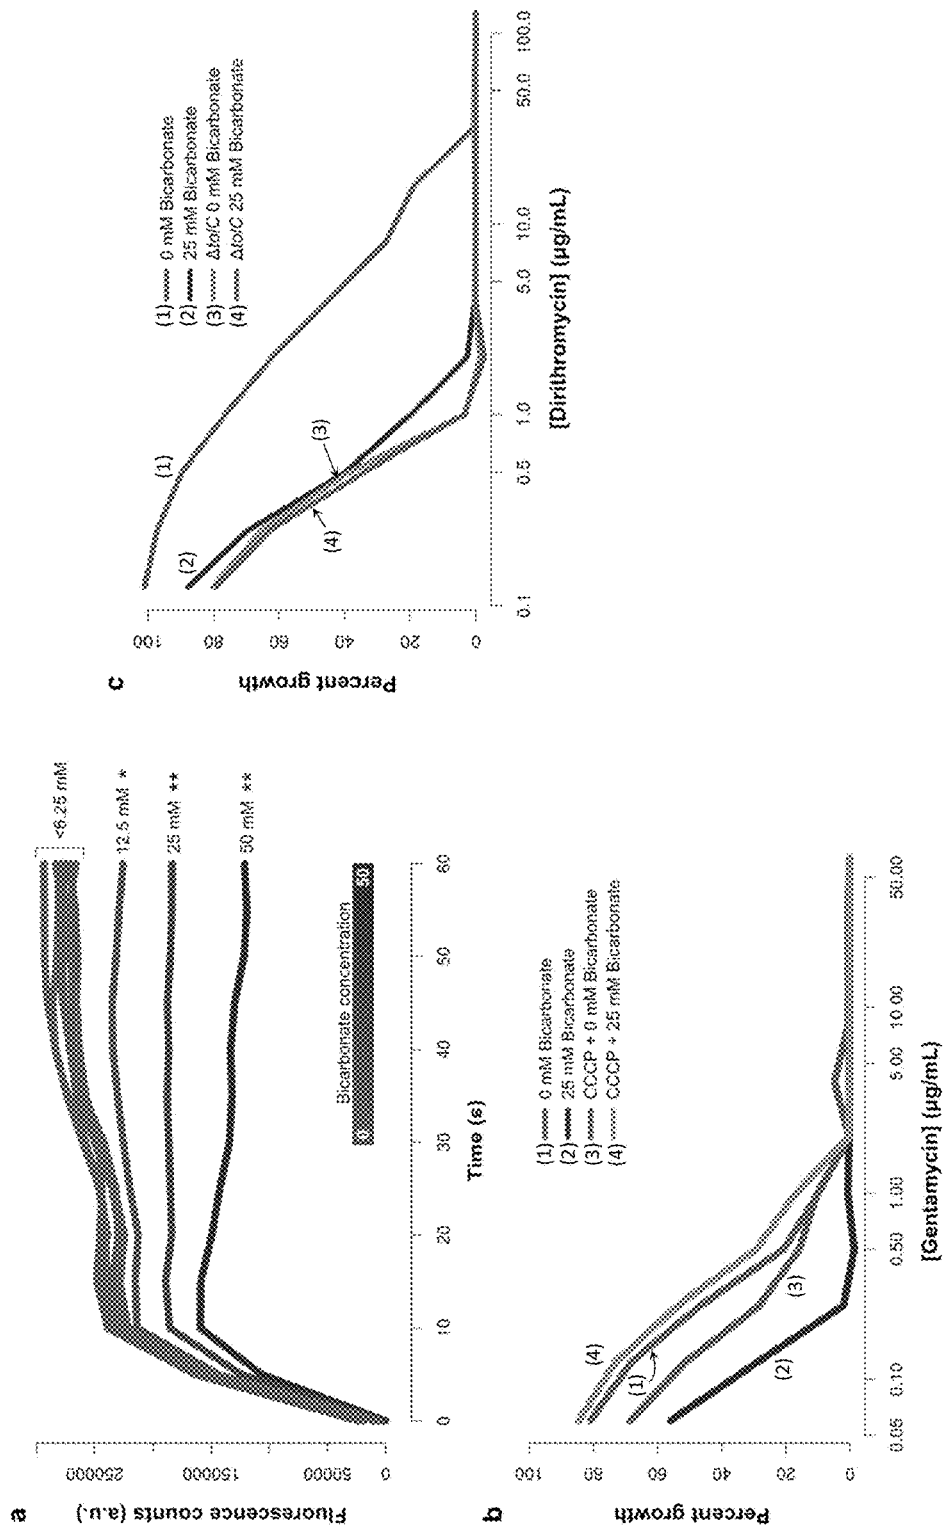 a
Fluorescence counts (a.u.)
250000
150000
50000
0
0
10
20
30
40
50
60
Time (s)
Bicarbonate concentration
0
50
<6.25 mM
12.5 mM *
25 mM **
50 mM **
b
Percent growth
100
80
60
40
20
0
0.05
0.10
0.50
1.00
5.00
10.00
50.00
[Gentamycin] (µg/mL)
(1) 0 mM Bicarbonate
(2) 25 mM Bicarbonate
(3) CCCP + 0 mM Bicarbonate
(4) CCCP + 25 mM Bicarbonate
(4)
(1)
(3)
(2)
c
Percent growth
100
80
60
40
20
0
0.1
0.5
1.0
5.0
10.0
50.0
100.0
[Dirithromycin] (µg/mL)
(1) 0 mM Bicarbonate
(2) 25 mM Bicarbonate
(3) ΔtolC 0 mM Bicarbonate
(4) ΔtolC 25 mM Bicarbonate
(1)
(2)
(3)
(4)